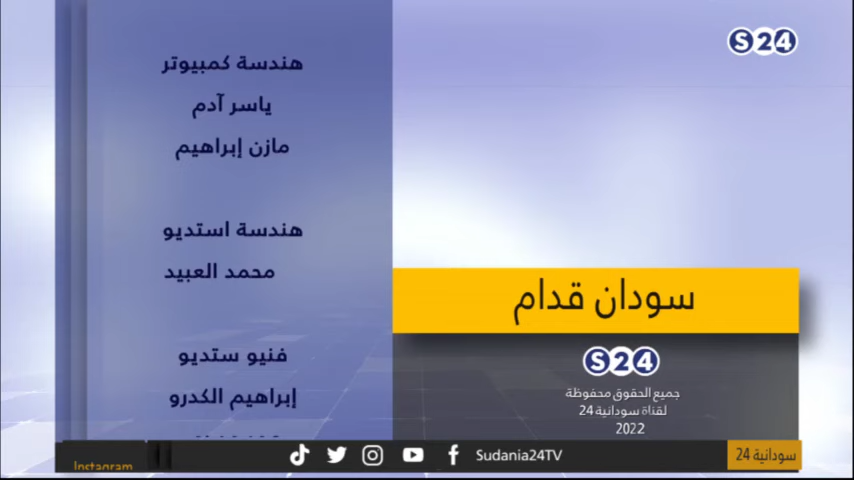 S24
هندسة كمبيوتر
ياسر آدم
مازن إبراهيم
هندسة استديو
محمد العبيد
فنيو ستديو
إبراهيم الكدرو
سودان قدام
S24
جميع الحقوق محفوظة
لقناة سودانية 24
2022
Instagram
Sudania24TV
سودانية 24